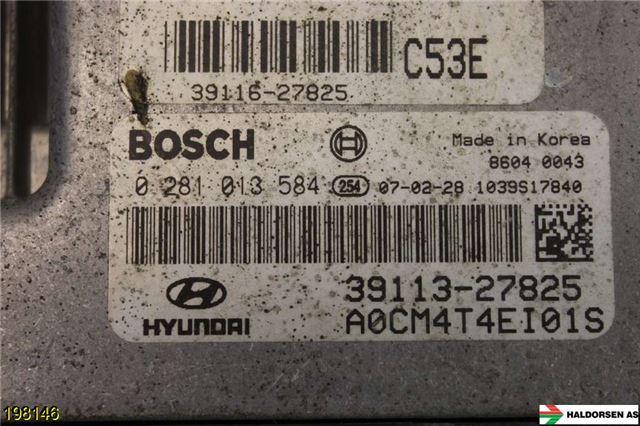 C53E
39116-27825
BOSCH
Made in Korea
8604 0043
0 281 013 584 254 07-02-28 1039S17840
39113-27825
HYUNDAI
A0CM4T4EI01S
198146
HALDORSEN AS